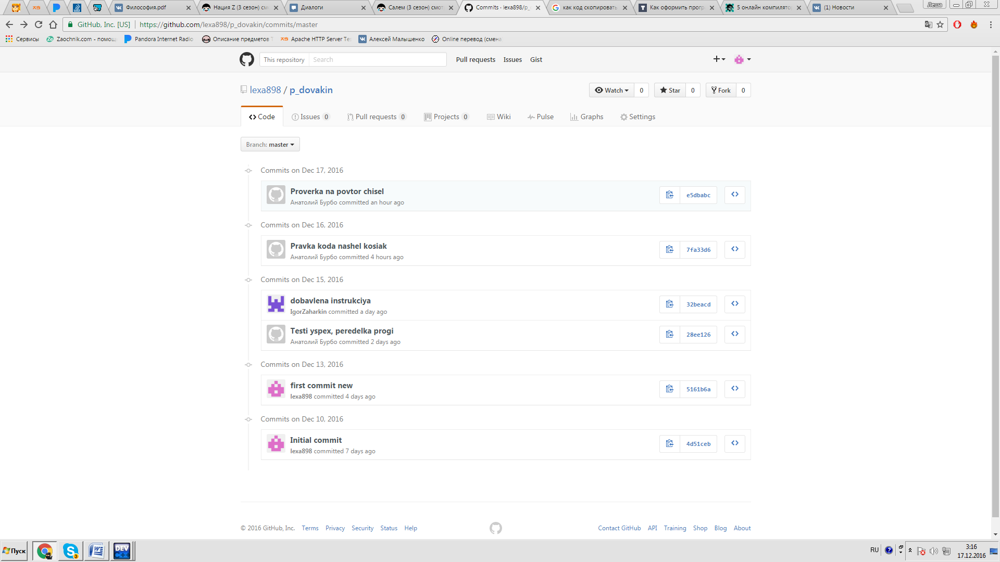 Философия.pdf
Нация Z (3 сезон) смо
Диалоги
Салем (3 сезон) смот
Commits · lexa898/p_
как код скопировать
Как оформить прогр
5 онлайн компилятор
(1) Новости
Леша
GitHub, Inc. [US]
https://github.com/lexa898/p_dovakin/commits/master
Сервисы
Zaochnik.com - помощ
Pandora Internet Radio
Описание предметов Т
Apache HTTP Server Tes
Алексей Малышенко
Online перевод (смена
This repository
Search
Pull requests
Issues
Gist
lexa898 / p_dovakin
Watch
0
Star
0
Fork
0
Code
Issues 0
Pull requests 0
Projects 0
Wiki
Pulse
Graphs
Settings
Branch: master
Commits on Dec 17, 2016
Proverka na povtor chisel
Анатолий Бурбо committed an hour ago
e5dbabc
Commits on Dec 16, 2016
Pravka koda nashel kosiak
Анатолий Бурбо committed 4 hours ago
7fa33d6
Commits on Dec 15, 2016
dobavlena instrukciya
IgorZaharkin committed a day ago
32beacd
Testi yspex, peredelka progi
Анатолий Бурбо committed 2 days ago
28ee126
Commits on Dec 13, 2016
first commit new
lexa898 committed 4 days ago
5161b6a
Commits on Dec 10, 2016
Initial commit
lexa898 committed 7 days ago
4d51ceb
© 2016 GitHub, Inc.
Terms
Privacy
Security
Status
Help
Contact GitHub
API
Training
Shop
Blog
About
Пуск
3
DEV
C++
RU
3:16
17.12.2016